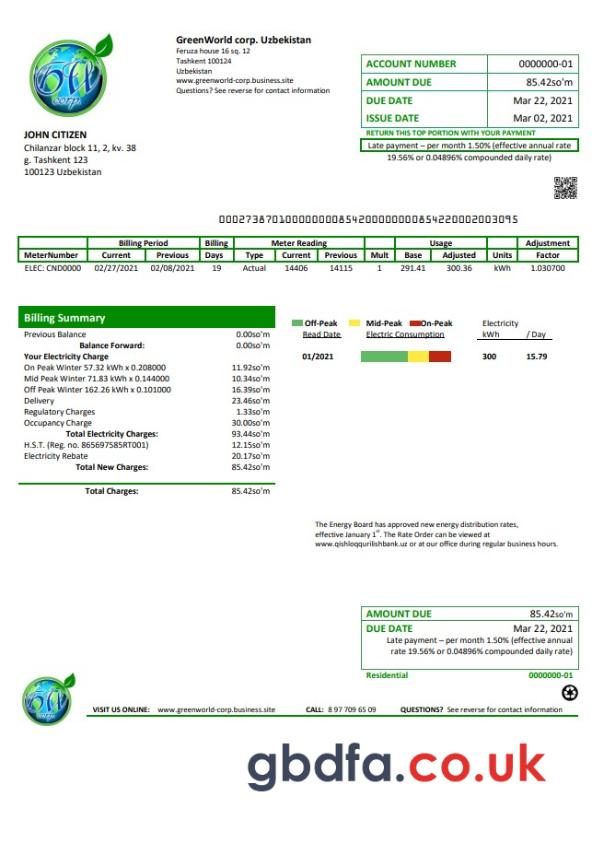 GreenWorld corp. Uzbekistan
Feruza house 16 sq. 12
Tashkent 100124
Uzbekistan
www.greenworld-corp.business.site
Questions? See reverse for contact information
GW
corp.
ACCOUNT NUMBER 0000000-01
AMOUNT DUE 85.42so'm
DUE DATE Mar 22, 2021
ISSUE DATE Mar 02, 2021
RETURN THIS TOP PORTION WITH YOUR PAYMENT
Late payment – per month 1.50% (effective annual rate
19.56% or 0.04896% compounded daily rate)
JOHN CITIZEN
Chilanzar block 11, 2, kv. 38
g. Tashkent 123
100123 Uzbekistan
Billing Period Billing Meter Reading Usage Adjustment
MeterNumber Current Previous Days Type Current Previous Mult Base Adjusted Units Factor
ELEC: CND0000 02/27/2021 02/08/2021 19 Actual 14406 14115 1 291.41 300.36 kWh 1.030700
Billing Summary
Previous Balance 0.00so'm
Balance Forward: 0.00so'm
Your Electricity Charge
On Peak Winter 57.32 kWh x 0.208000 11.92so'm
Mid Peak Winter 71.83 kWh x 0.144000 10.34so'm
Off Peak Winter 162.26 kWh x 0.101000 16.39so'm
Delivery 23.46so'm
Regulatory Charges 1.33so'm
Occupancy Charge 30.00so'm
Total Electricity Charges: 93.44so'm
H.S.T. (Reg. no. 865697585RT001) 12.15so'm
Electricity Rebate 20.17so'm
Total New Charges: 85.42so'm
Total Charges: 85.42so'm
Off-Peak Mid-Peak On-Peak Electricity
Read Date Electric Consumption kWh / Day
01/2021 300 15.79
The Energy Board has approved new energy distribution rates,
effective January 1st. The Rate Order can be viewed at
www.qishloqqurilishbank.uz or at our office during regular business hours.
AMOUNT DUE 85.42so'm
DUE DATE Mar 22, 2021
Late payment – per month 1.50% (effective annual
rate 19.56% or 0.04896% compounded daily rate)
Residential 0000000-01
GW
corp.
VISIT US ONLINE: www.greenworld-corp.business.site CALL: 8 97 709 65 09 QUESTIONS? See reverse for contact information
gbdfa.co.uk